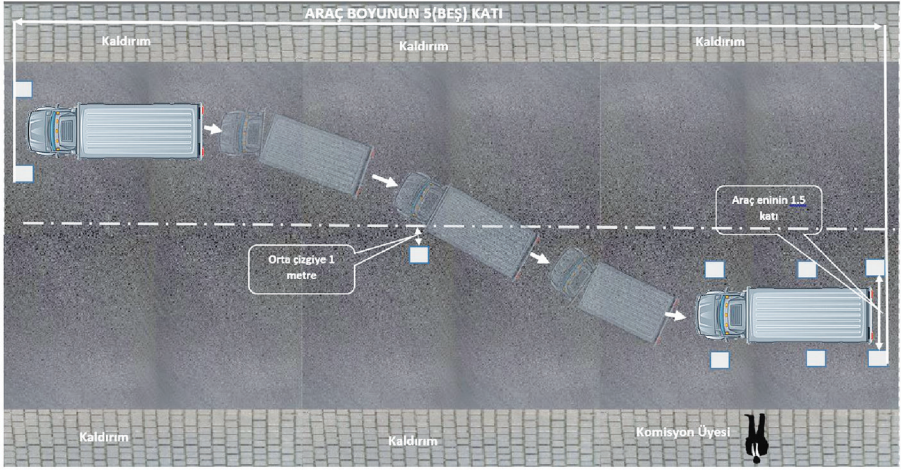 ARAÇ BOYUNUN 5(BEŞ) KATI
Kaldırım
Kaldırım
Kaldırım
Araç eninin 1.5
katı
Orta çizgiye 1
metre
Kaldırım
Kaldırım
Komisyon Üyesi